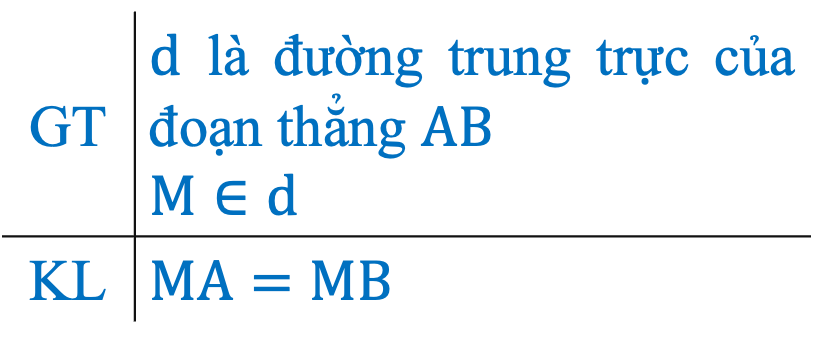 d là đường trung trực của
GT đoạn thẳng AB
M ∈ d
KL MA = MB